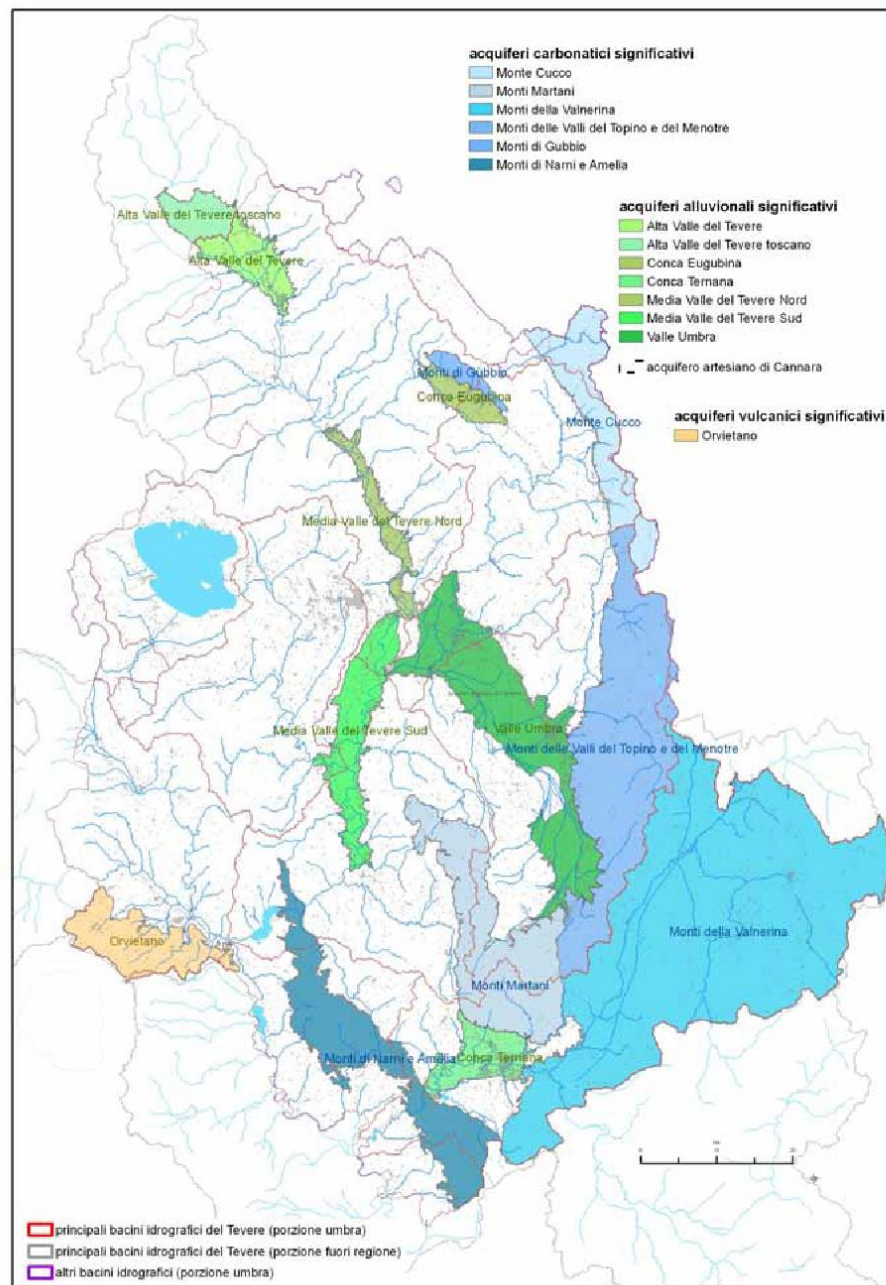 acquiferi carbonatici significativi
Monte Cucco
Monti Martani
Monti della Valnerina
Monti delle Valli del Topino e del Menotre
Monti di Gubbio
Monti di Narni e Amelia
acquiferi alluvionali significativi
Alta Valle del Tevere
Alta Valle del Tevere toscano
Conca Eugubina
Conca Ternana
Media Valle del Tevere Nord
Media Valle del Tevere Sud
Valle Umbra
acquifero artesiano di Cannara
acquiferi vulcanici significativi
Orvietano
Alta Valle del Tevere toscano
Alta Valle del Tevere
Monti di Gubbio
Conca Eugubina
Monte Cucco
Media Valle del Tevere Nord
Media Valle del Tevere Sud
Valle Umbra
Monti delle Valli del Topino e del Menotre
Orvietano
Monti della Valnerina
Monti Martani
Monti di Narni e Amelia
Conca Ternana
principali bacini idrografici del Tevere (porzione umbra)
principali bacini idrografici del Tevere (porzione fuori regione)
altri bacini idrografici (porzione umbra)